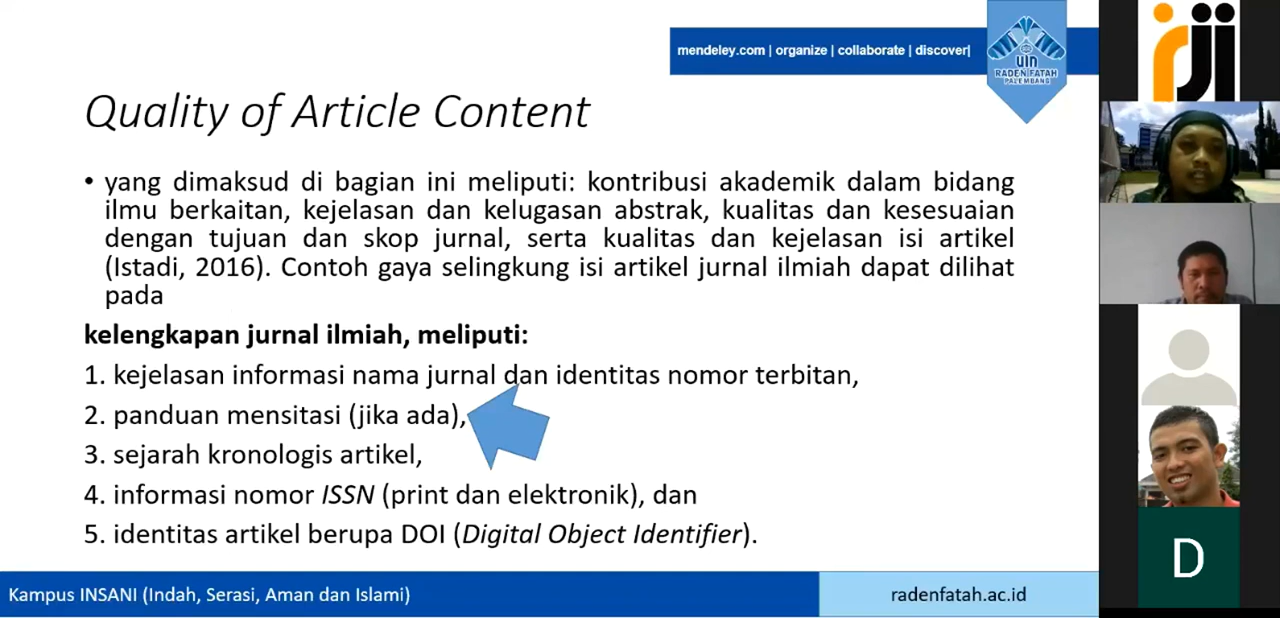 mendeley.com | organize | collaborate | discover|
uin
RADEN FATAH
PALEMBANG
rji
Quality of Article Content
• yang dimaksud di bagian ini meliputi: kontribusi akademik dalam bidang
ilmu berkaitan, kejelasan dan kelugasan abstrak, kualitas dan kesesuaian
dengan tujuan dan skop jurnal, serta kualitas dan kejelasan isi artikel
(Istadi, 2016). Contoh gaya selingkung isi artikel jurnal ilmiah dapat dilihat
pada
kelengkapan jurnal ilmiah, meliputi:
1. kejelasan informasi nama jurnal dan identitas nomor terbitan,
2. panduan mensitasi (jika ada),
3. sejarah kronologis artikel,
4. informasi nomor ISSN (print dan elektronik), dan
5. identitas artikel berupa DOI (Digital Object Identifier).
D
Kampus INSANI (Indah, Serasi, Aman dan Islami)
radenfatah.ac.id